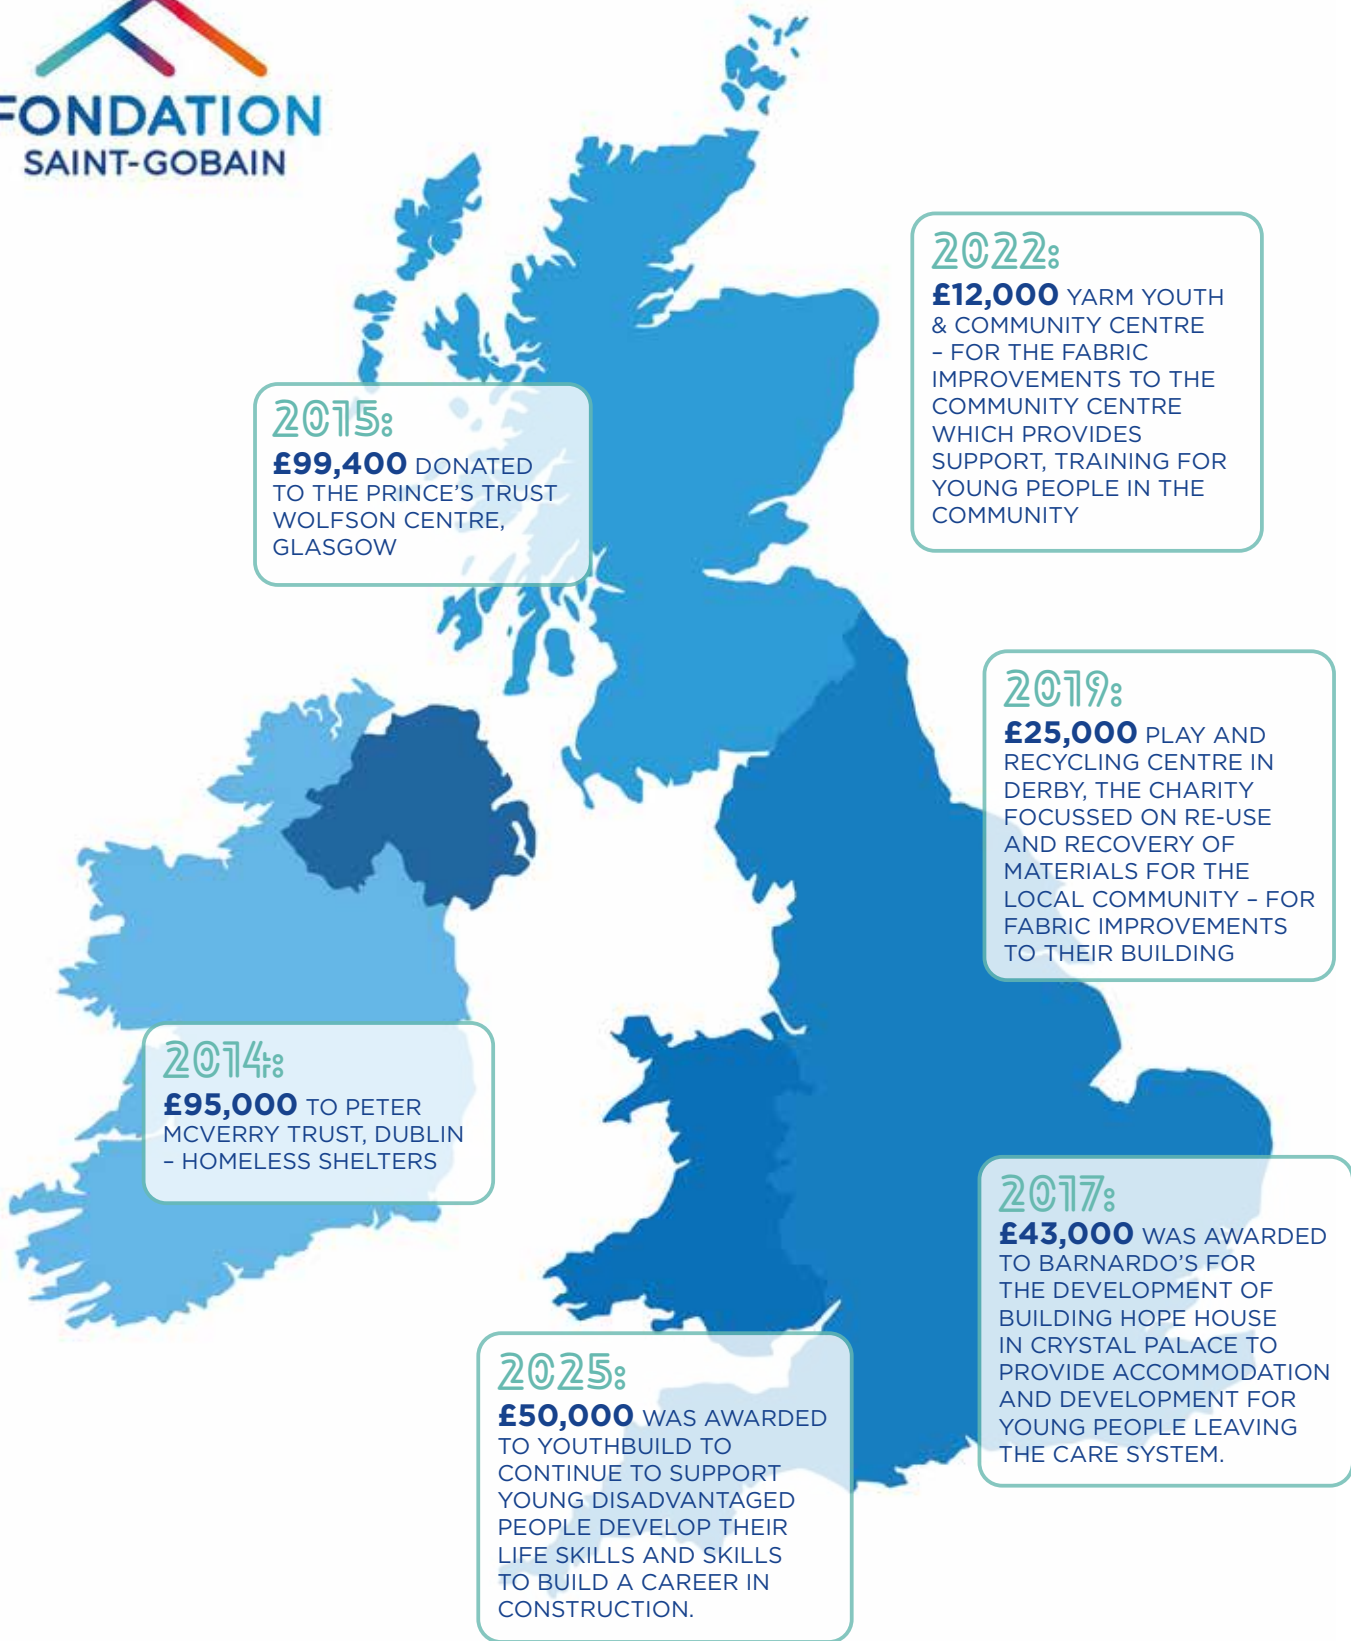 FONDATION
SAINT-GOBAIN
2022:
£12,000 YARM YOUTH
& COMMUNITY CENTRE
– FOR THE FABRIC
IMPROVEMENTS TO THE
COMMUNITY CENTRE
WHICH PROVIDES
SUPPORT, TRAINING FOR
YOUNG PEOPLE IN THE
COMMUNITY
2015:
£99,400 DONATED
TO THE PRINCE’S TRUST
WOLFSON CENTRE,
GLASGOW
2019:
£25,000 PLAY AND
RECYCLING CENTRE IN
DERBY, THE CHARITY
FOCUSSED ON RE-USE
AND RECOVERY OF
MATERIALS FOR THE
LOCAL COMMUNITY – FOR
FABRIC IMPROVEMENTS
TO THEIR BUILDING
2014:
£95,000 TO PETER
MCVERRY TRUST, DUBLIN
– HOMELESS SHELTERS
2017:
£43,000 WAS AWARDED
TO BARNARDO’S FOR
THE DEVELOPMENT OF
BUILDING HOPE HOUSE
IN CRYSTAL PALACE TO
PROVIDE ACCOMMODATION
AND DEVELOPMENT FOR
YOUNG PEOPLE LEAVING
THE CARE SYSTEM.
2025:
£50,000 WAS AWARDED
TO YOUTHBUILD TO
CONTINUE TO SUPPORT
YOUNG DISADVANTAGED
PEOPLE DEVELOP THEIR
LIFE SKILLS AND SKILLS
TO BUILD A CAREER IN
CONSTRUCTION.